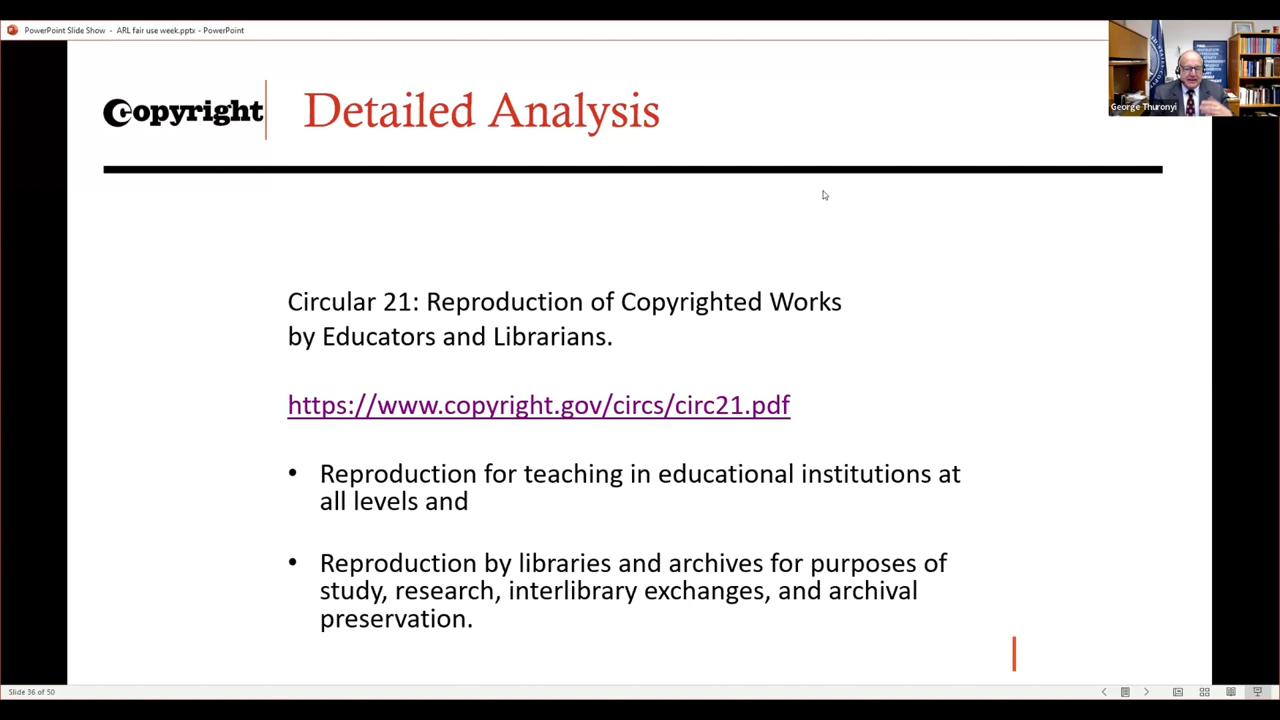 PowerPoint Slide Show - ARL fair use week.pptx - PowerPoint
Copyright
Detailed Analysis
George Thuronyi
Circular 21: Reproduction of Copyrighted Works
by Educators and Librarians.
https://www.copyright.gov/circs/circ21.pdf
• Reproduction for teaching in educational institutions at
all levels and
• Reproduction by libraries and archives for purposes of
study, research, interlibrary exchanges, and archival
preservation.
Slide 36 of 50